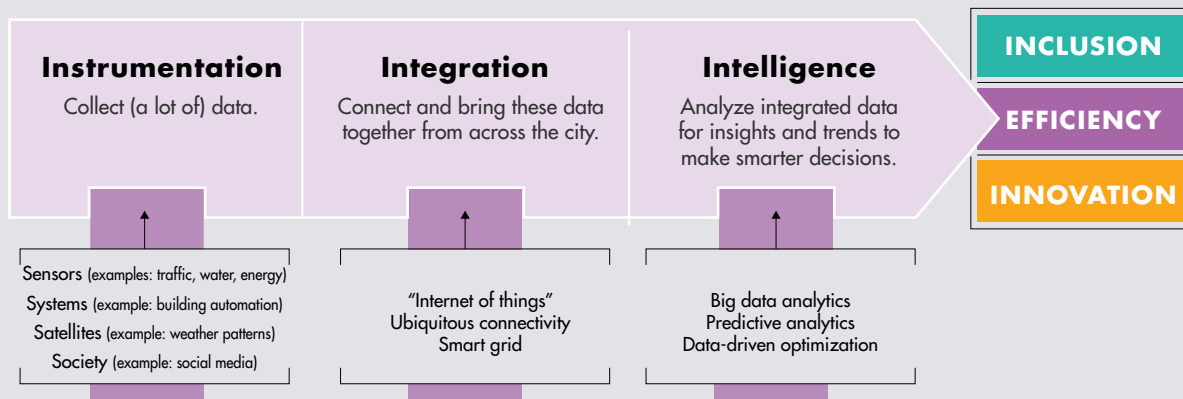 Instrumentation
Collect (a lot of) data.
Integration
Connect and bring these data
together from across the city.
Intelligence
Analyze integrated data
for insights and trends to
make smarter decisions.
INCLUSION
EFFICIENCY
INNOVATION
Sensors (examples: traffic, water, energy)
Systems (example: building automation)
Satellites (example: weather patterns)
Society (example: social media)
“Internet of things”
Ubiquitous connectivity
Smart grid
Big data analytics
Predictive analytics
Data-driven optimization